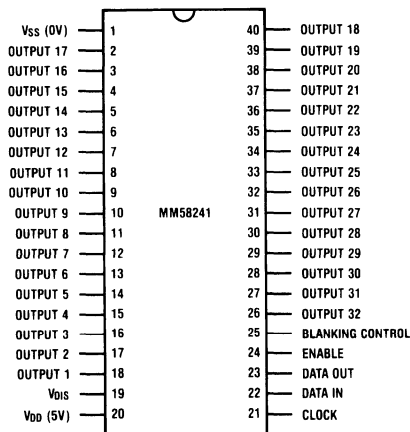 VSS (0V) 1 40 OUTPUT 18
OUTPUT 17 2 39 OUTPUT 19
OUTPUT 16 3 38 OUTPUT 20
OUTPUT 15 4 37 OUTPUT 21
OUTPUT 14 5 36 OUTPUT 22
OUTPUT 13 6 35 OUTPUT 23
OUTPUT 12 7 34 OUTPUT 24
OUTPUT 11 8 33 OUTPUT 25
OUTPUT 10 9 32 OUTPUT 26
OUTPUT 9 10 MM58241 31 OUTPUT 27
OUTPUT 8 11 30 OUTPUT 28
OUTPUT 7 12 29 OUTPUT 29
OUTPUT 6 13 28 OUTPUT 30
OUTPUT 5 14 27 OUTPUT 31
OUTPUT 4 15 26 OUTPUT 32
OUTPUT 3 16 25 BLANKING CONTROL
OUTPUT 2 17 24 ENABLE
OUTPUT 1 18 23 DATA OUT
VDIS 19 22 DATA IN
VDD (5V) 20 21 CLOCK